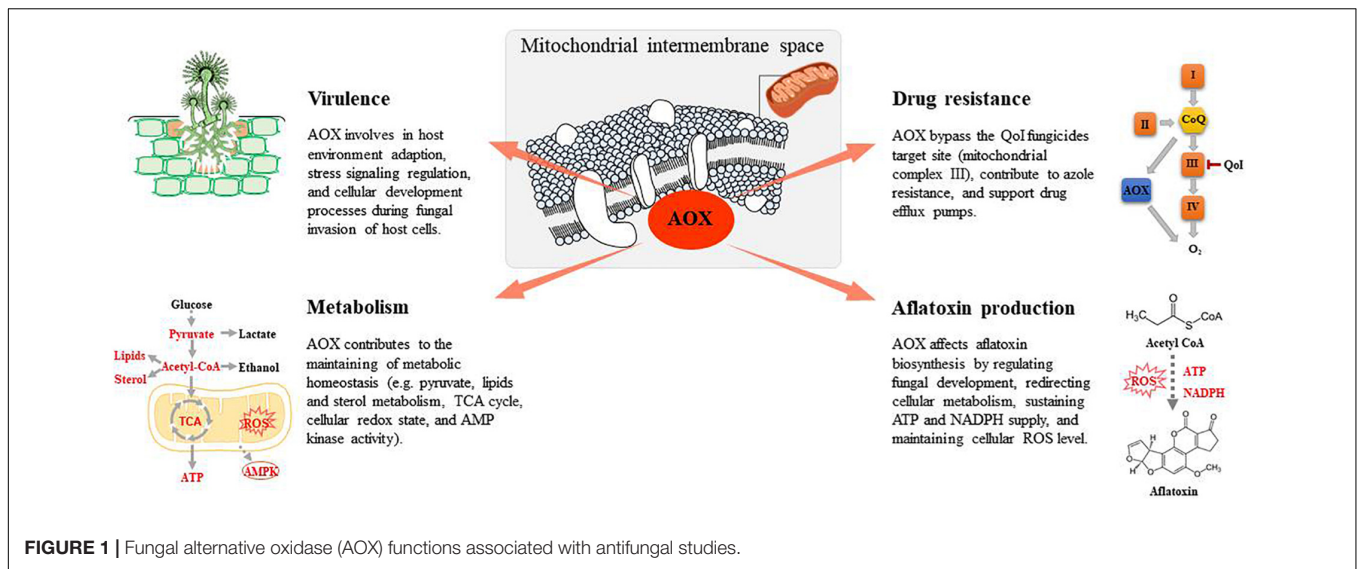 Mitochondrial intermembrane space
AOX
Virulence
AOX involves in host
environment adaption,
stress signaling regulation,
and cellular development
processes during fungal
invasion of host cells.
Drug resistance
AOX bypass the QoI fungicides
target site (mitochondrial
complex III), contribute to azole
resistance, and support drug
efflux pumps.
I
II
CoQ
III
QoI
AOX
IV
O₂
Glucose
Pyruvate
Lactate
Lipids
Acetyl-CoA
Ethanol
Sterol
TCA
ROS
ATP
AMPK
Metabolism
AOX contributes to the
maintaining of metabolic
homeostasis (e.g. pyruvate, lipids
and sterol metabolism, TCA cycle,
cellular redox state, and AMP
kinase activity).
Aflatoxin production
AOX affects aflatoxin
biosynthesis by regulating
fungal development, redirecting
cellular metabolism, sustaining
ATP and NADPH supply, and
maintaining cellular ROS level.
O
H₃C
S
CoA
Acetyl CoA
ROS
ATP
NADPH
O
O
O
H
O
H
O
O
CH₃
Aflatoxin
FIGURE 1 | Fungal alternative oxidase (AOX) functions associated with antifungal studies.